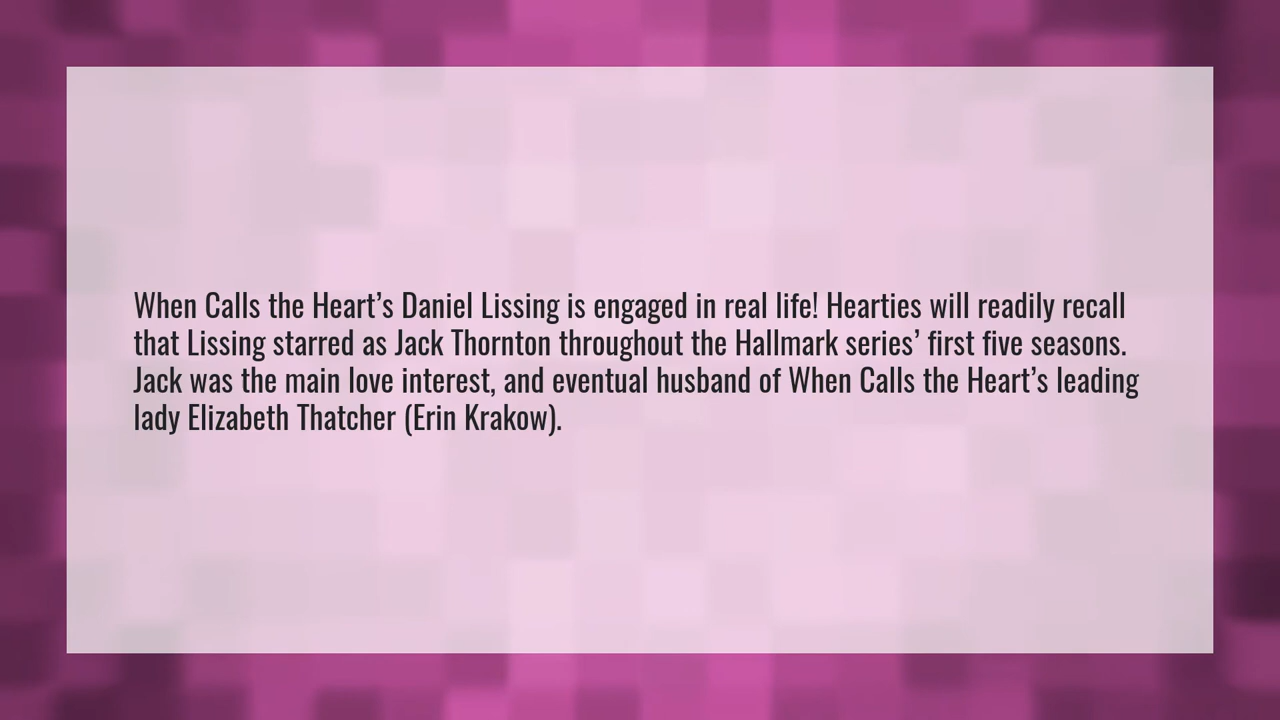 When Calls the Heart’s Daniel Lissing is engaged in real life! Hearties will readily recall
that Lissing starred as Jack Thornton throughout the Hallmark series’ first five seasons.
Jack was the main love interest, and eventual husband of When Calls the Heart’s leading
lady Elizabeth Thatcher (Erin Krakow).